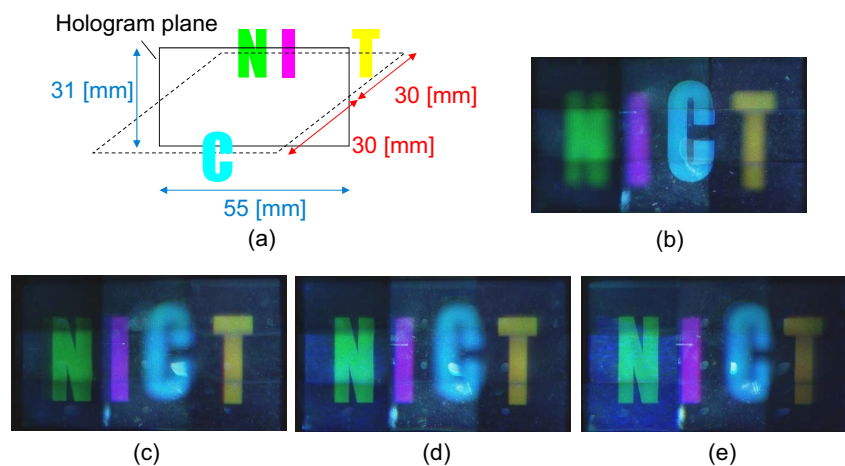 Hologram plane
N I T
31 [mm]
30 [mm]
30 [mm]
C
55 [mm]
(a)
N I C T
(b)
N I C T
N I C T
N I C T
(c)
(d)
(e)